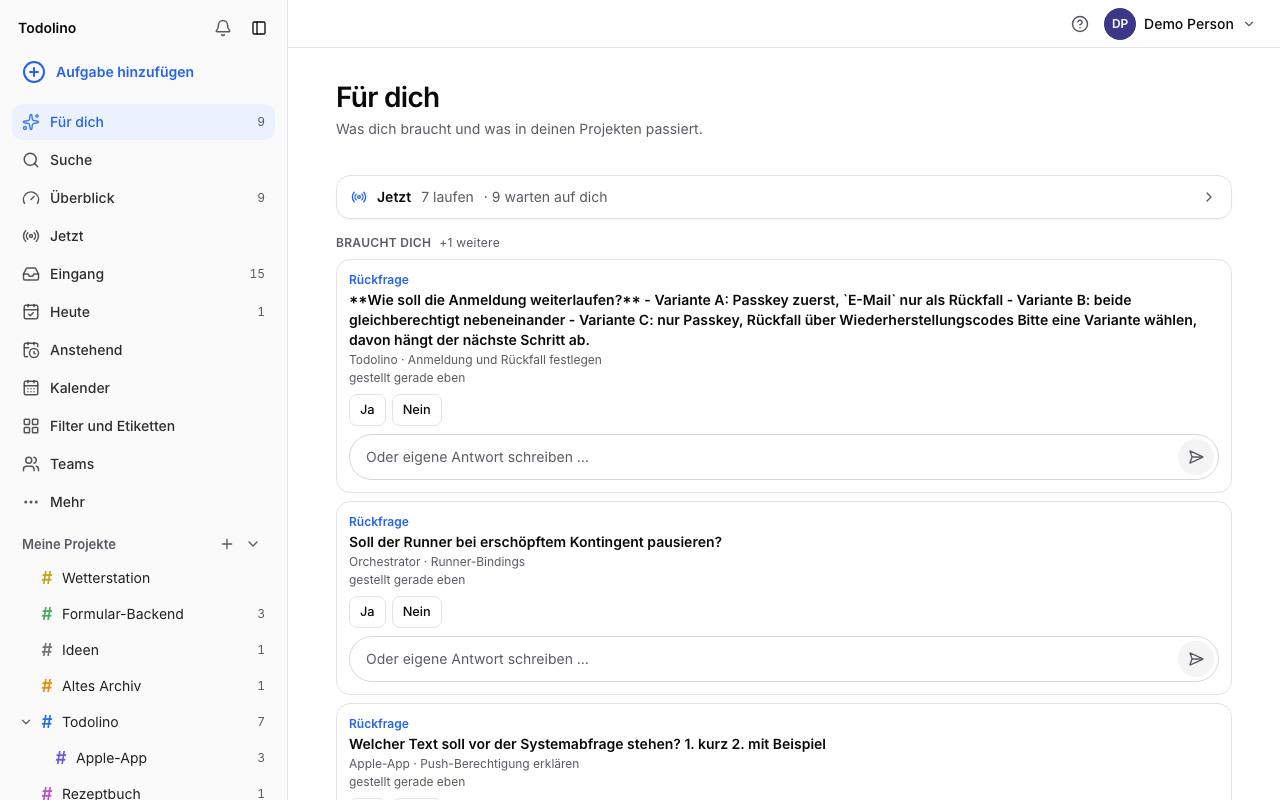 Todolino
Aufgabe hinzufügen
Für dich 9
Suche
Überblick 9
Jetzt
Eingang 15
Heute 1
Anstehend
Kalender
Filter und Etiketten
Teams
Mehr
Meine Projekte
# Wetterstation
# Formular-Backend 3
# Ideen 1
# Altes Archiv 1
# Todolino 7
# Apple-App 3
# Rezeptbuch 1
DP Demo Person
Für dich
Was dich braucht und was in deinen Projekten passiert.
Jetzt 7 laufen · 9 warten auf dich
BRAUCHT DICH +1 weitere
Rückfrage
**Wie soll die Anmeldung weiterlaufen?** - Variante A: Passkey zuerst, `E-Mail` nur als Rückfall - Variante B: beide
gleichberechtigt nebeneinander - Variante C: nur Passkey, Rückfall über Wiederherstellungscodes Bitte eine Variante wählen,
davon hängt der nächste Schritt ab.
Todolino · Anmeldung und Rückfall festlegen
gestellt gerade eben
Ja Nein
Oder eigene Antwort schreiben ...
Rückfrage
Soll der Runner bei erschöpftem Kontingent pausieren?
Orchestrator · Runner-Bindings
gestellt gerade eben
Ja Nein
Oder eigene Antwort schreiben ...
Rückfrage
Welcher Text soll vor der Systemabfrage stehen? 1. kurz 2. mit Beispiel
Apple-App · Push-Berechtigung erklären
gestellt gerade eben